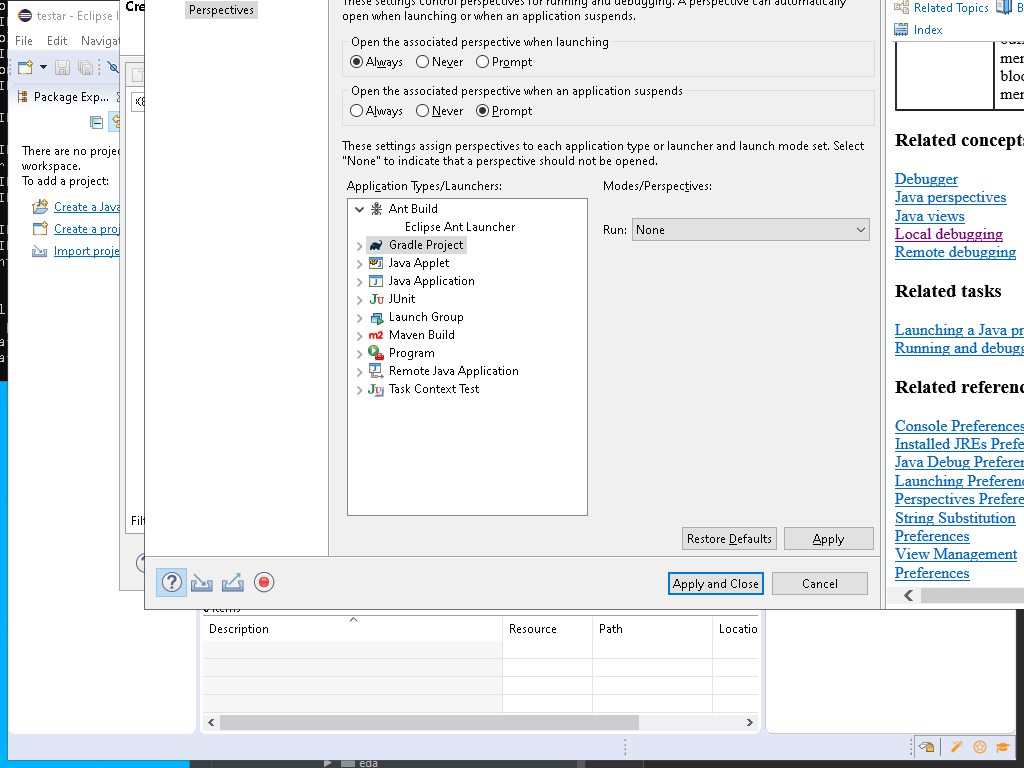 testar - Eclipse I
File Edit Naviga
Package Exp...
There are no proje
workspace.
To add a project:
Create a Java
Create a proj
Import proje
Cre
Filt
Perspectives
These settings control perspectives for running and debugging. A perspective can automatically
open when launching or when an application suspends.
Open the associated perspective when launching
Always Never Prompt
Open the associated perspective when an application suspends
Always Never Prompt
These settings assign perspectives to each application type or launcher and launch mode set. Select
"None" to indicate that a perspective should not be opened.
Application Types/Launchers:
Modes/Perspectives:
Ant Build
Eclipse Ant Launcher
Gradle Project
Java Applet
Java Application
JUnit
Launch Group
Maven Build
Program
Remote Java Application
Task Context Test
Run: None
Restore Defaults Apply
Apply and Close Cancel
Related Topics B
Index
men
bloc
men
Related concepts
Debugger
Java perspectives
Java views
Local debugging
Remote debugging
Related tasks
Launching a Java pr
Running and debugg
Related referenc
Console Preferences
Installed JREs Prefe
Java Debug Preferen
Launching Preferenc
Perspectives Prefere
String Substitution
Preferences
View Management
Preferences
Description Resource Path Locatio
eda